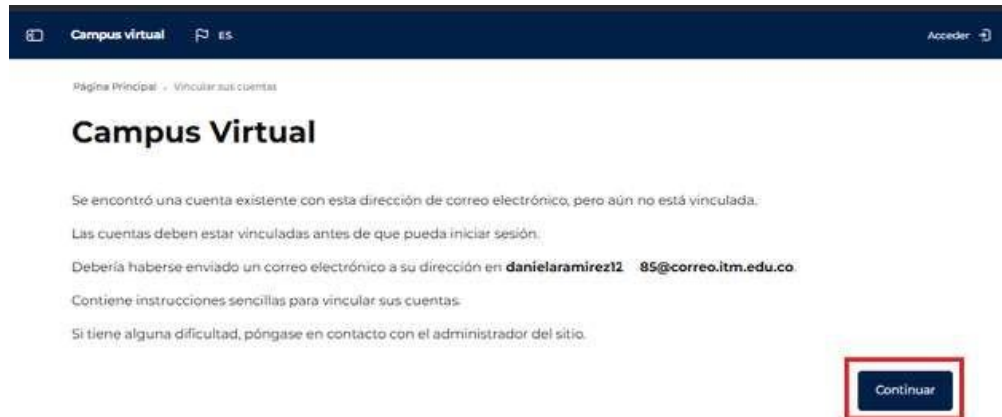 Campus virtual ES Acceder
Página Principal Vincular sus cuentas
Campus Virtual
Se encontró una cuenta existente con esta dirección de correo electrónico, pero aún no está vinculada.
Las cuentas deben estar vinculadas antes de que pueda iniciar sesión.
Debería haberse enviado un correo electrónico a su dirección en danielaramirez12 85@correo.itm.edu.co.
Contiene instrucciones sencillas para vincular sus cuentas.
Si tiene alguna dificultad, póngase en contacto con el administrador del sitio.
Continuar